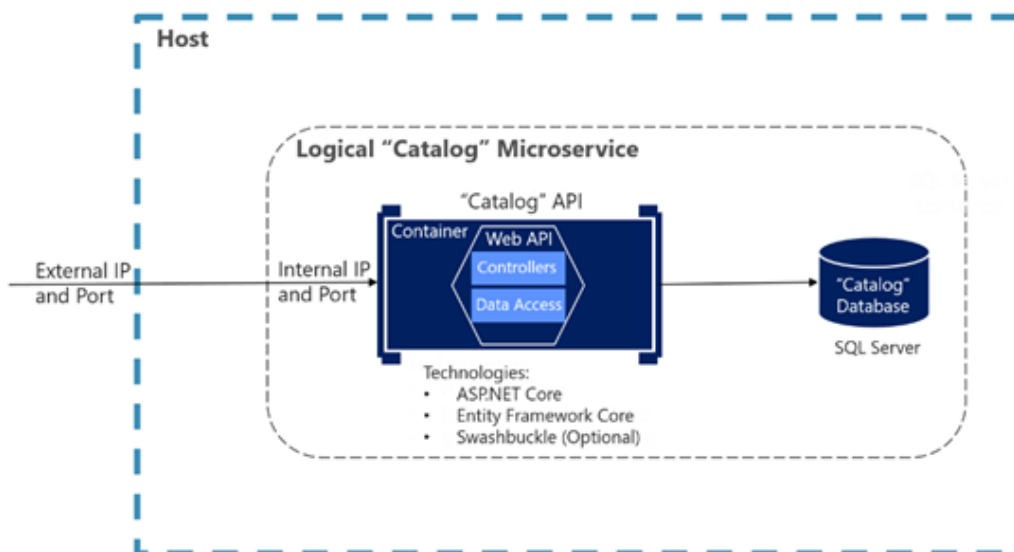 Host
Logical “Catalog” Microservice
“Catalog” API
Container
Web API
Controllers
Data Access
External IP
and Port
Internal IP
and Port
“Catalog”
Database
SQL Server
Technologies:
• ASP.NET Core
• Entity Framework Core
• Swashbuckle (Optional)